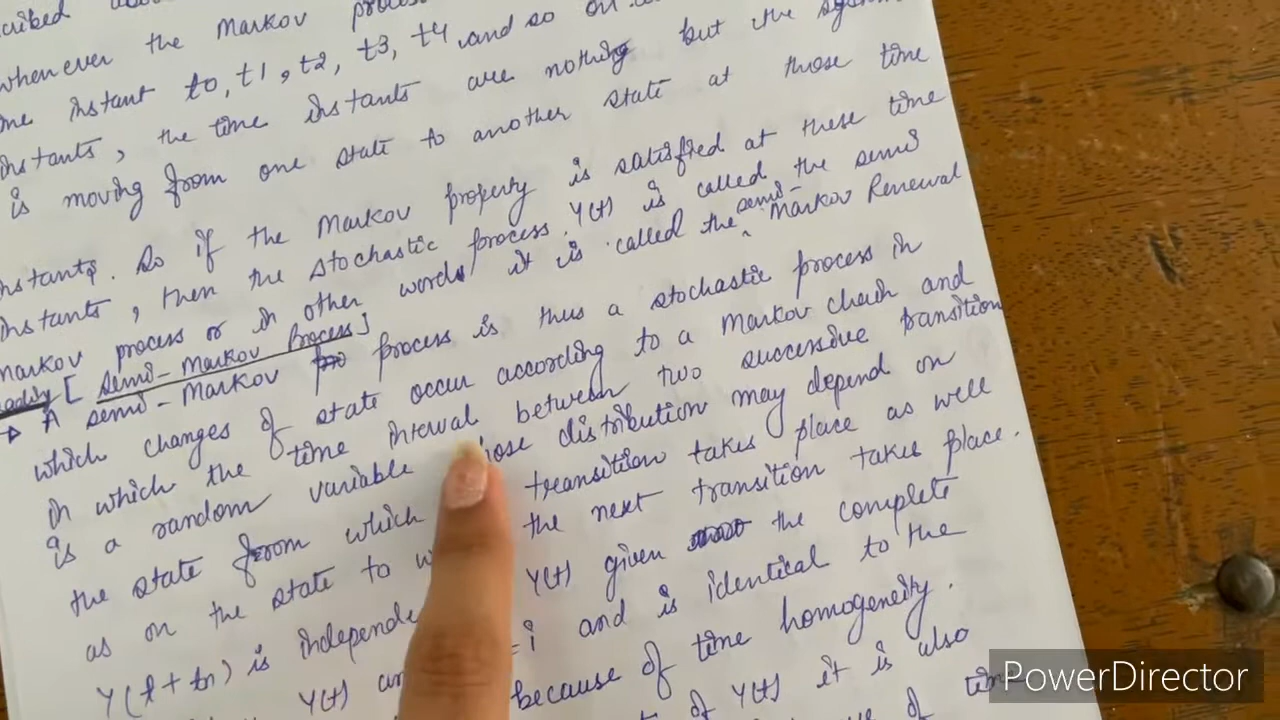 whenever the Markov
instant to, t1, t2, t3, t4 and so on
instants, the time instants are nothing but the system
is moving from one state to another state at those time
instants. So if the Markov property is satisfied at these time
instants, then the stochastic process Y(t) is called the semi
Markov process or in other words it is called the semi- Markov Renewal
[Semi-Markov Process]
→ A semi-Markov process is thus a stochastic process in
which changes of state occur according to a Markov chain and
in which the time interval between two successive transition
is a random variable whose distribution may depend on
the state from which transition takes place as well
as on the state to the next transition takes place.
Y(t+tn) is Y(t) given the complete
Y(t) = i and is identical to the
because of time homogeneity.
of Y(t) it is also
of time
PowerDirector